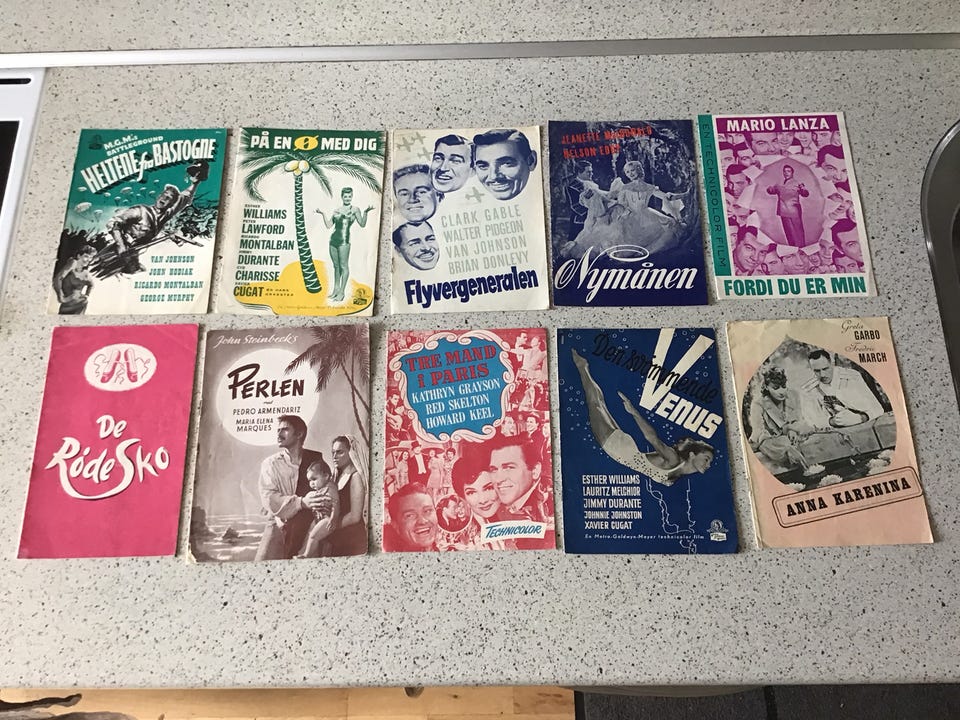 M.G.M.'s
BATTLEGROUND
HELTENE fra BASTOGNE
VAN JOHNSON
JOHN HODIAK
RICARDO MONTALBAN
GEORGE MURPHY
PÅ EN Ø MED DIG
ESTHER
WILLIAMS
PETER
LAWFORD
RICARDO
MONTALBAN
JIMMY
DURANTE
CYD
CHARISSE
XAVIER
CUGAT
CLARK GABLE
WALTER PIDGEON
VAN JOHNSON
BRIAN DONLEVY
Flyvergeneralen
JEANETTE MACDONALD
NELSON EDDY
Nymånen
EN TECHNICOLOR FILM
MARIO LANZA
FORDI DU ER MIN
De
Røde Sko
John Steinbeck's
PERLEN
med
PEDRO ARMENDARIZ
MARIA ELENA
MARQUES
TRE MAND
i PARIS
KATHRYN GRAYSON
RED SKELTON
HOWARD KEEL
TECHNICOLOR
Den svømmende
VENUS
ESTHER WILLIAMS
LAURITZ MELCHIOR
JIMMY DURANTE
JOHNNIE JOHNSTON
XAVIER CUGAT
En Metro-Goldwyn-Mayer technicolor film
Greta
GARBO
Fredric
MARCH
ANNA KARENINA